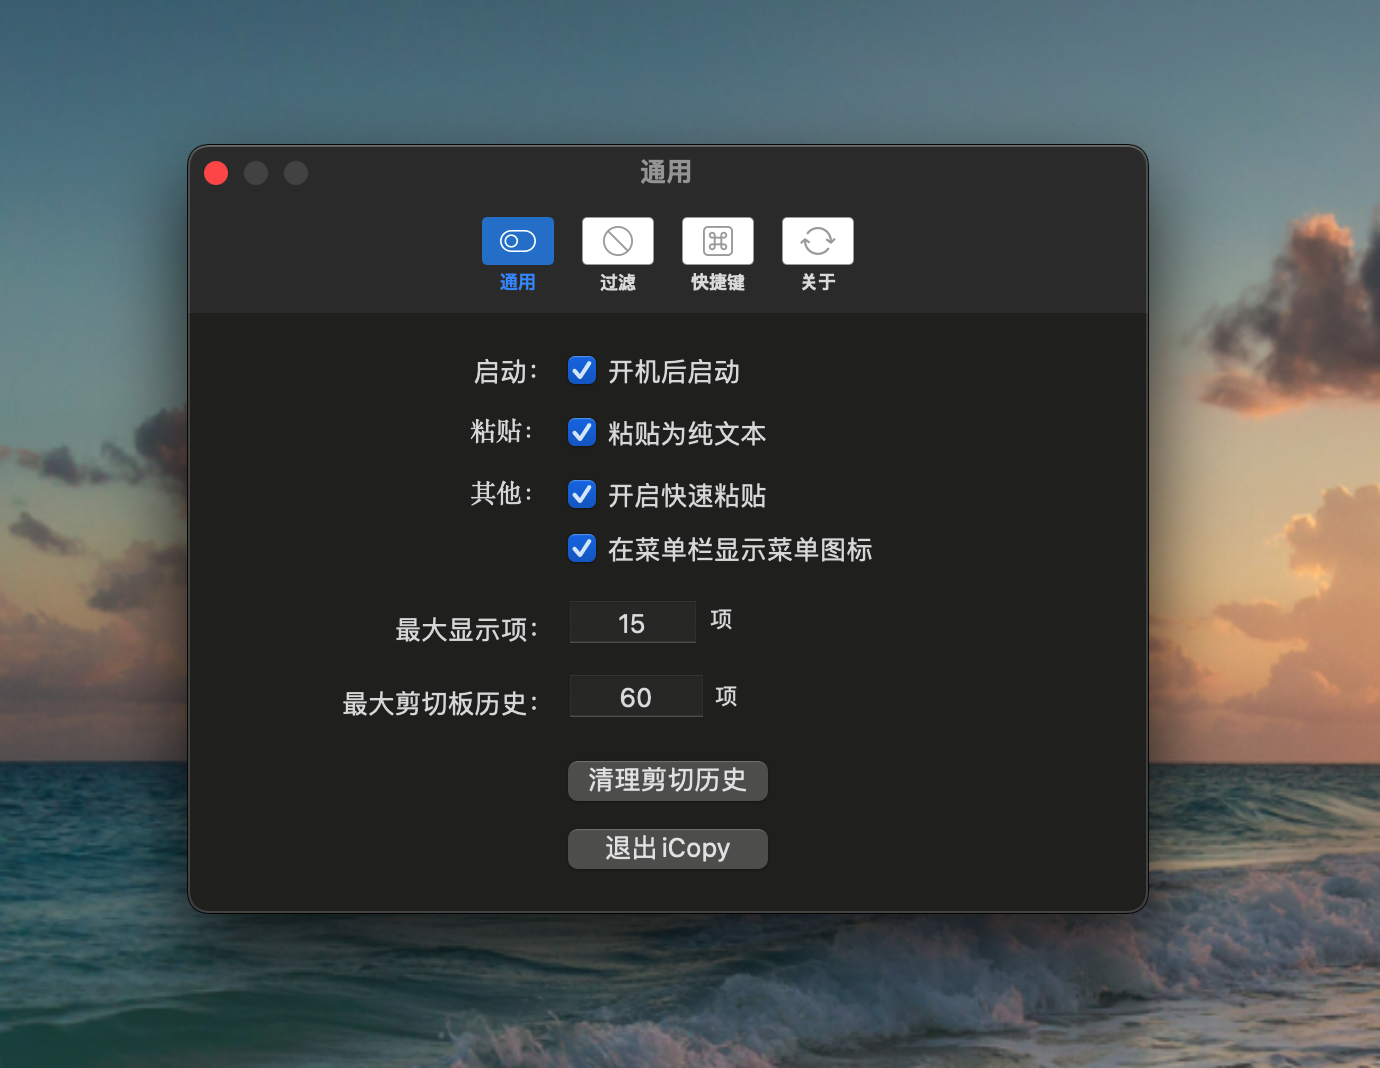 通用
通用 过滤 快捷键 关于
启动： 开机后启动
粘贴： 粘贴为纯文本
其他： 开启快速粘贴
在菜单栏显示菜单图标
最大显示项： 15 项
最大剪切板历史： 60 项
清理剪切历史
退出 iCopy